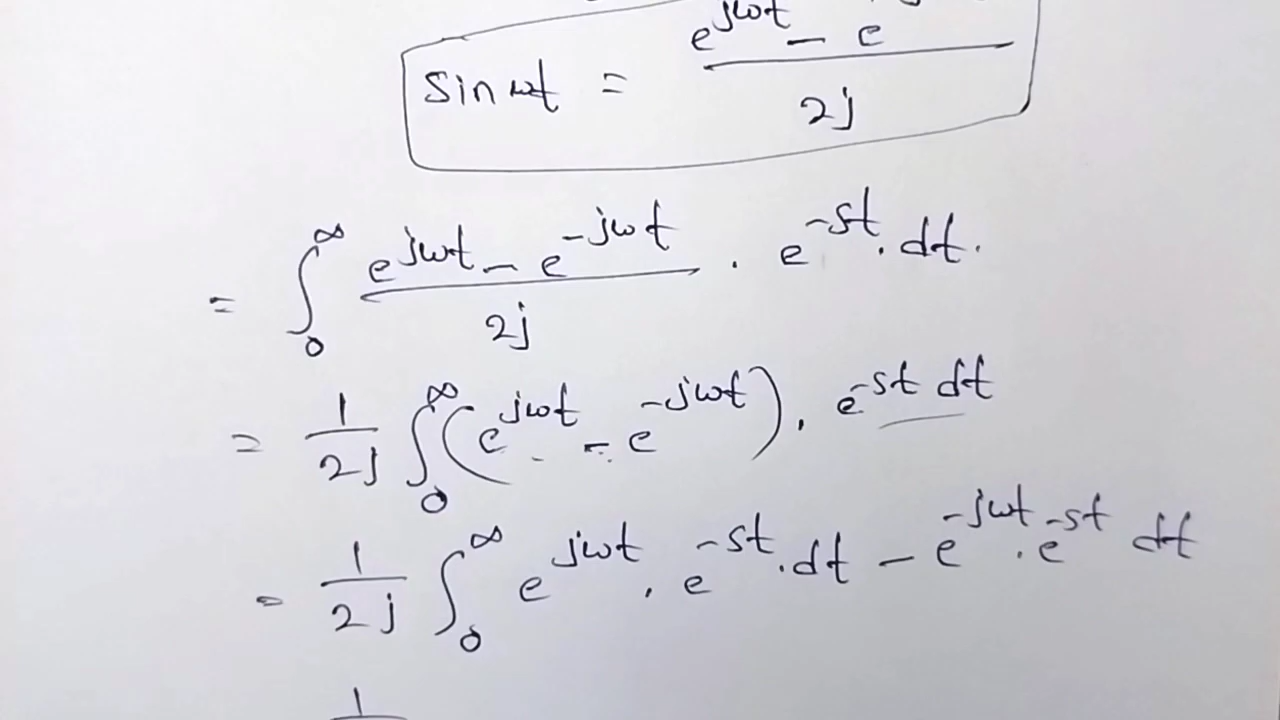 Sin ωt = (e^{jωt} - e)/(2j)
= ∫_0^∞ (e^{jωt} - e^{-jωt})/(2j) . e^{-st} . dt.
= 1/(2j) ∫_0^∞ (e^{jωt} - e^{-jωt}) . e^{-st} dt
= 1/(2j) ∫_0^∞ e^{jωt} . e^{-st} . dt - e^{-jωt} . e^{-st} dt
1